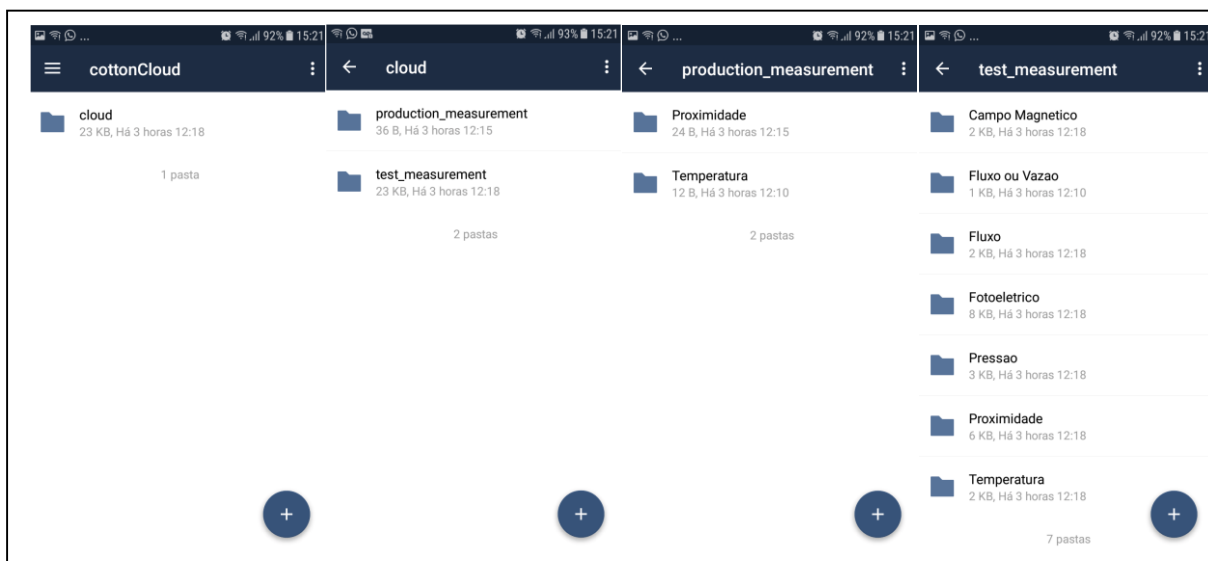 ... 92% 15:21
cottonCloud
cloud
23 KB, Há 3 horas 12:18
1 pasta
+
93% 15:21
cloud
production_measurement
36 B, Há 3 horas 12:15
test_measurement
23 KB, Há 3 horas 12:18
2 pastas
+
... 92% 15:21
production_measurement
Proximidade
24 B, Há 3 horas 12:15
Temperatura
12 B, Há 3 horas 12:10
2 pastas
+
... 92% 15:21
test_measurement
Campo Magnetico
2 KB, Há 3 horas 12:18
Fluxo ou Vazao
1 KB, Há 3 horas 12:10
Fluxo
2 KB, Há 3 horas 12:18
Fotoeletrico
8 KB, Há 3 horas 12:18
Pressao
3 KB, Há 3 horas 12:18
Proximidade
6 KB, Há 3 horas 12:18
Temperatura
2 KB, Há 3 horas 12:18
+
7 pastas